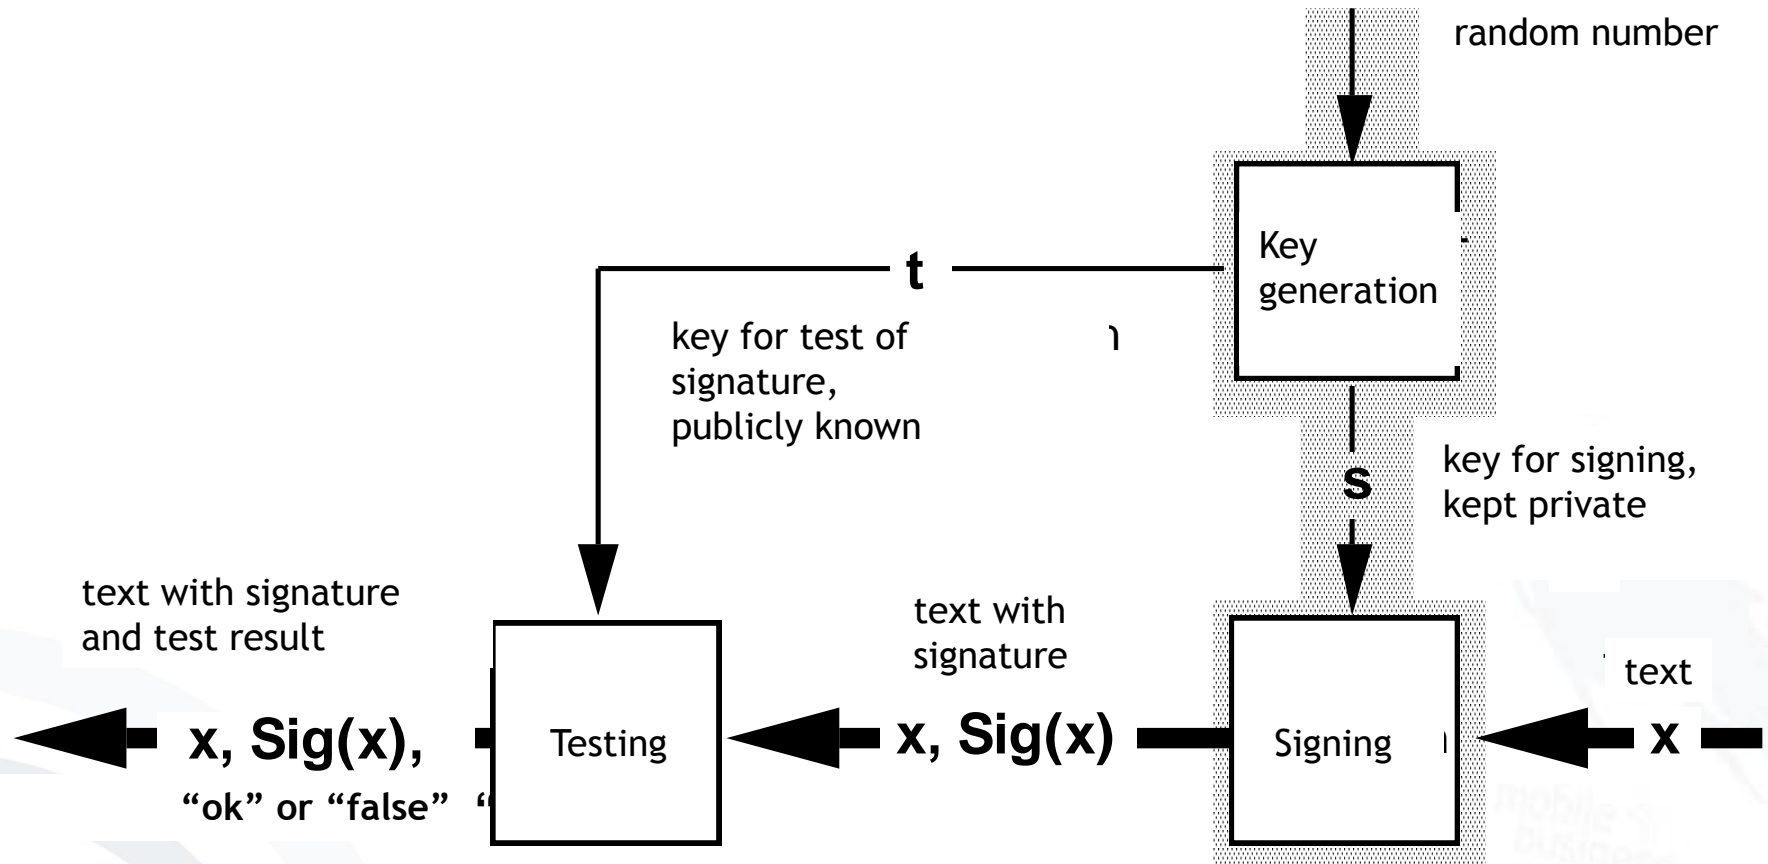 random number
Key
generation
t
key for test of
signature,
publicly known
key for signing,
kept private
s
text with signature
and test result
text with
signature
text
x, Sig(x),
Testing
x, Sig(x)
Signing
x
“ok” or “false”